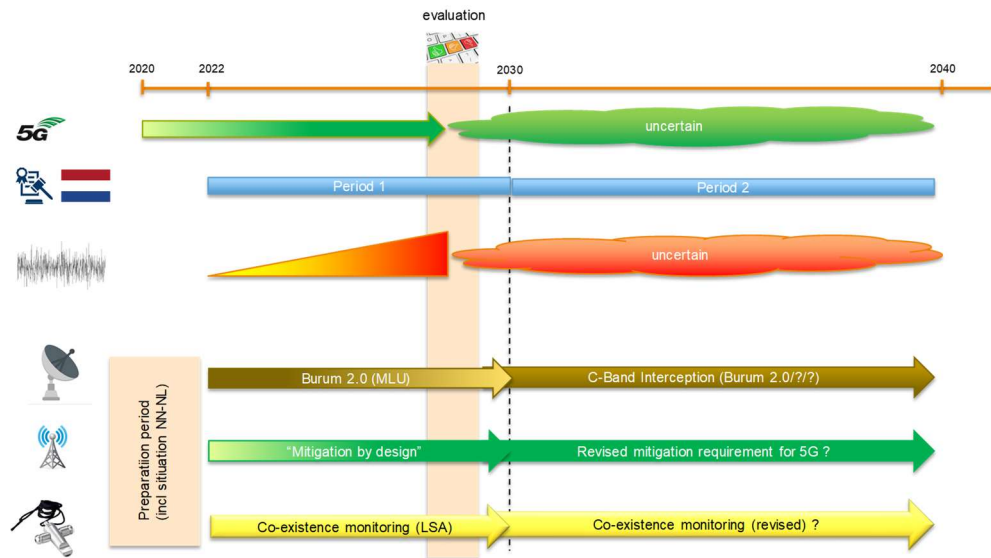 evaluation
2020
2022
2030
2040
5G
uncertain
Period 1
Period 2
uncertain
Burum 2.0 (MLU)
C-Band Interception (Burum 2.0/?/?)
Preparatiion period
(incl sitiuation NN-NL)
“Mitigation by design”
Revised mitigation requirement for 5G ?
Co-existence monitoring (LSA)
Co-existence monitoring (revised) ?